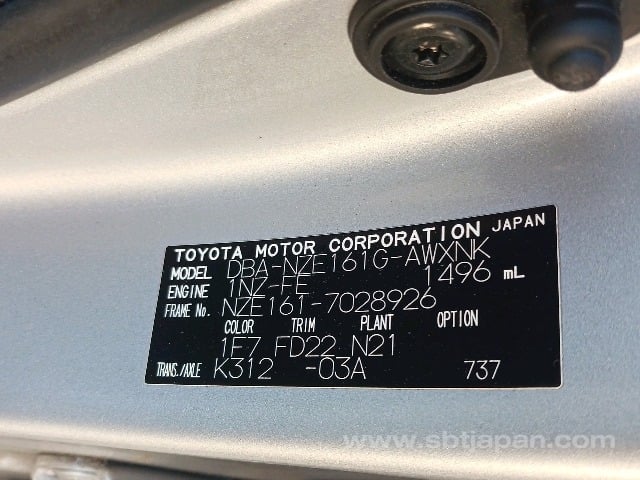 TOYOTA MOTOR CORPORATION JAPAN
MODEL DBA-NZE161G-AWXNK
ENGINE 1NZ-FE 1496 mL
FRAME No. NZE161-7028926
COLOR TRIM PLANT OPTION
1F7 FD22 N21
TRANS./AXLE K312 -03A 737
www.sbtjapan.com